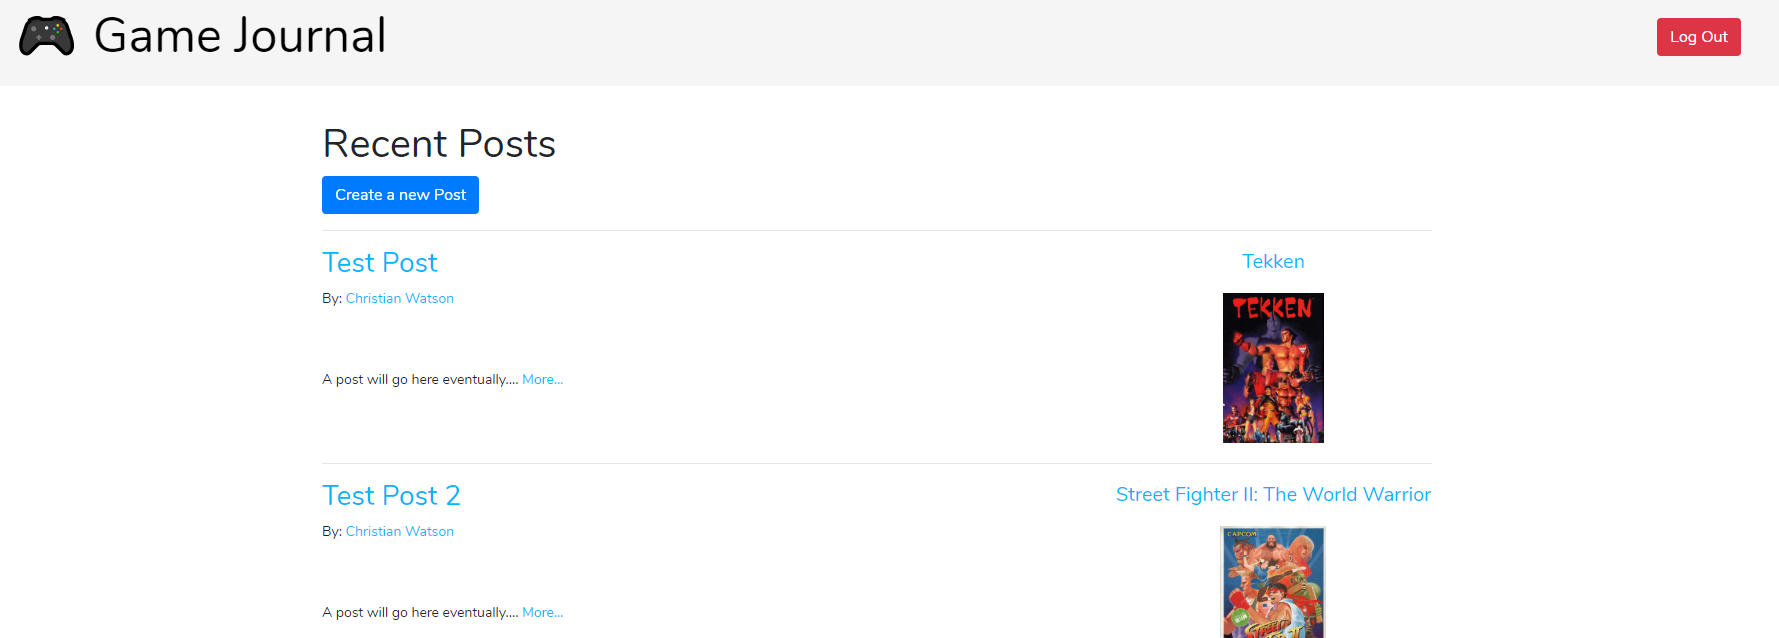 Game Journal
Log Out
Recent Posts
Create a new Post
Test Post
Tekken
By: Christian Watson
TEKKEN
A post will go here eventually.... More...
Test Post 2
Street Fighter II: The World Warrior
By: Christian Watson
CAPCOM
A post will go here eventually.... More...